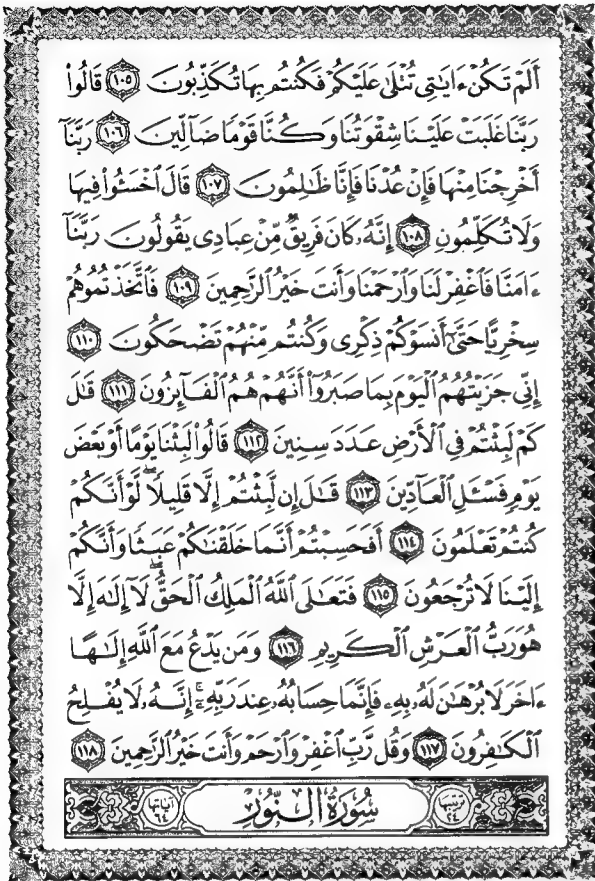 أَلَمْ تَكُنْ ءَايَٰتِى تُتْلَىٰ عَلَيْكُمْ فَكُنتُم بِهَا تُكَذِّبُونَ ١٠٥ قَالُوا۟
رَبَّنَا غَلَبَتْ عَلَيْنَا شِقْوَتُنَا وَكُنَّا قَوْمًا ضَآلِّينَ ١٠٦ رَبَّنَآ
أَخْرِجْنَا مِنْهَا فَإِنْ عُدْنَا فَإِنَّا ظَٰلِمُونَ ١٠٧ قَالَ ٱخْسَـُٔوا۟ فِيهَا
وَلَا تُكَلِّمُونِ ١٠٨ إِنَّهُۥ كَانَ فَرِيقٌ مِّنْ عِبَادِى يَقُولُونَ رَبَّنَآ
ءَامَنَّا فَٱغْفِرْ لَنَا وَٱرْحَمْنَا وَأَنتَ خَيْرُ ٱلرَّٰحِمِينَ ١٠٩ فَٱتَّخَذْتُمُوهُمْ
سِخْرِيًّا حَتَّىٰٓ أَنسَوْكُمْ ذِكْرِى وَكُنتُم مِّنْهُمْ تَضْحَكُونَ ١١٠
إِنِّى جَزَيْتُهُمُ ٱلْيَوْمَ بِمَا صَبَرُوٓا۟ أَنَّهُمْ هُمُ ٱلْفَآئِزُونَ ١١١ قَٰلَ
كَمْ لَبِثْتُمْ فِى ٱلْأَرْضِ عَدَدَ سِنِينَ ١١٢ قَالُوا۟ لَبِثْنَا يَوْمًا أَوْ بَعْضَ
يَوْمٍ فَسْـَٔلِ ٱلْعَآدِّينَ ١١٣ قَٰلَ إِن لَّبِثْتُمْ إِلَّا قَلِيلًا ۖ لَّوْ أَنَّكُمْ
كُنتُمْ تَعْلَمُونَ ١١٤ أَفَحَسِبْتُمْ أَنَّمَا خَلَقْنَٰكُمْ عَبَثًا وَأَنَّكُمْ
إِلَيْنَا لَا تُرْجَعُونَ ١١٥ فَتَعَٰلَى ٱللَّهُ ٱلْمَلِكُ ٱلْحَقُّ ۖ لَآ إِلَٰهَ إِلَّا
هُوَ رَبُّ ٱلْعَرْشِ ٱلْكَرِيمِ ١١٦ وَمَن يَدْعُ مَعَ ٱللَّهِ إِلَٰهًا
ءَاخَرَ لَا بُرْهَٰنَ لَهُۥ بِهِۦ فَإِنَّمَا حِسَابُهُۥ عِندَ رَبِّهِۦٓ ۚ إِنَّهُۥ لَا يُفْلِحُ
ٱلْكَٰفِرُونَ ١١٧ وَقُل رَّبِّ ٱغْفِرْ وَٱرْحَمْ وَأَنتَ خَيْرُ ٱلرَّٰحِمِينَ ١١٨
ترتيبها ٢٤ سُورَةُ النُّورِ آياتها ٦٤